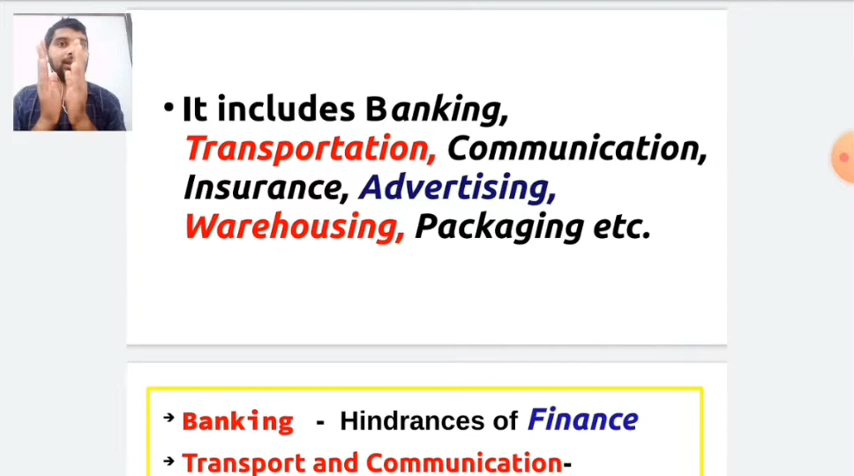 • It includes Banking,
Transportation, Communication,
Insurance, Advertising,
Warehousing, Packaging etc.
→ Banking - Hindrances of Finance
→ Transport and Communication-